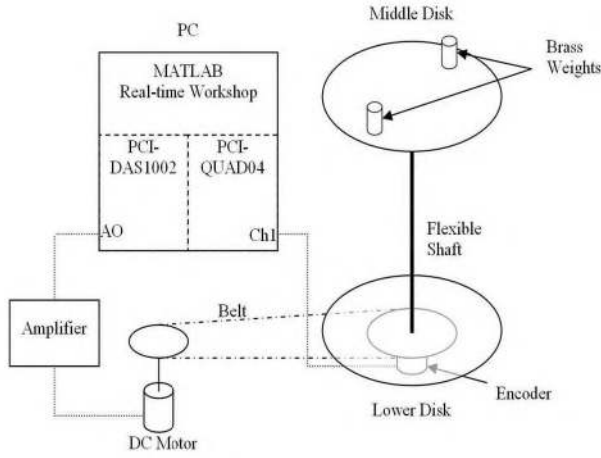 PC
MATLAB
Real-time Workshop
PCI-
DAS1002
PCI-
QUAD04
AO
Ch1
Middle Disk
Brass
Weights
Flexible
Shaft
Belt
Amplifier
DC Motor
Encoder
Lower Disk